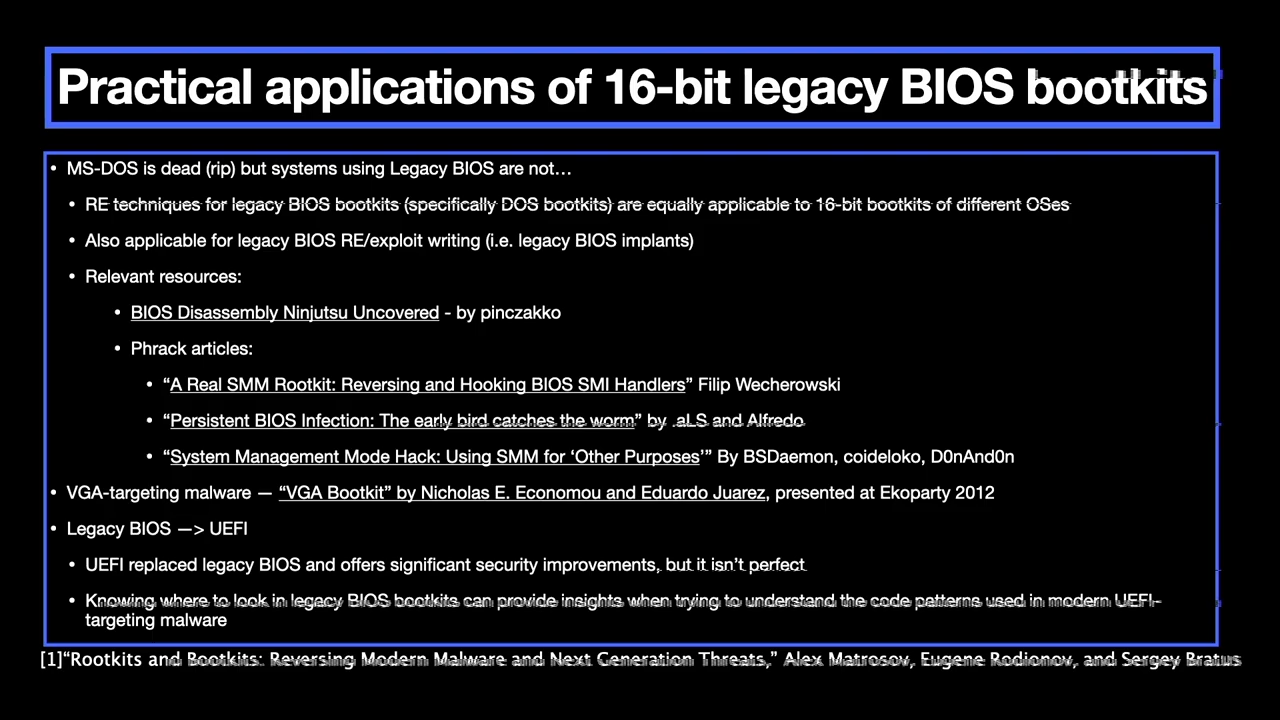 Practical applications of 16-bit legacy BIOS bootkits
• MS-DOS is dead (rip) but systems using Legacy BIOS are not…
• RE techniques for legacy BIOS bootkits (specifically DOS bootkits) are equally applicable to 16-bit bootkits of different OSes
• Also applicable for legacy BIOS RE/exploit writing (i.e. legacy BIOS implants)
• Relevant resources:
• BIOS Disassembly Ninjutsu Uncovered - by pinczakko
• Phrack articles:
• “A Real SMM Rootkit: Reversing and Hooking BIOS SMI Handlers” Filip Wecherowski
• “Persistent BIOS Infection: The early bird catches the worm” by .aLS and Alfredo
• “System Management Mode Hack: Using SMM for ‘Other Purposes’” By BSDaemon, coideloko, D0nAnd0n
• VGA-targeting malware — “VGA Bootkit” by Nicholas E. Economou and Eduardo Juarez, presented at Ekoparty 2012
• Legacy BIOS —> UEFI
• UEFI replaced legacy BIOS and offers significant security improvements, but it isn’t perfect
• Knowing where to look in legacy BIOS bootkits can provide insights when trying to understand the code patterns used in modern UEFI-
targeting malware
[1]“Rootkits and Bootkits: Reversing Modern Malware and Next Generation Threats,” Alex Matrosov, Eugene Rodionov, and Sergey Bratus